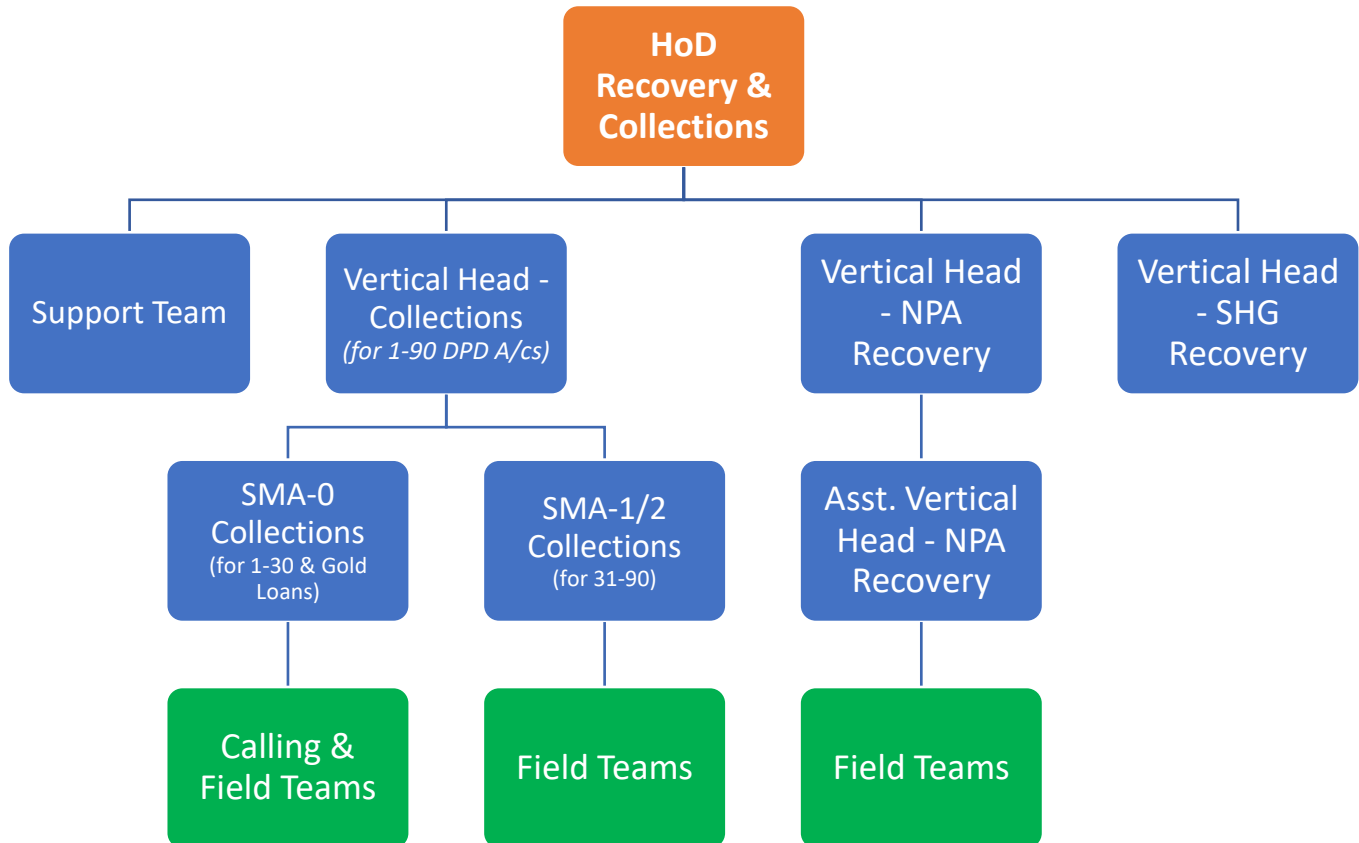 HoD
Recovery &
Collections
Support Team
Vertical Head -
Collections
(for 1-90 DPD A/cs)
Vertical Head
- NPA
Recovery
Vertical Head
- SHG
Recovery
SMA-0
Collections
(for 1-30 & Gold
Loans)
SMA-1/2
Collections
(for 31-90)
Asst. Vertical
Head - NPA
Recovery
Calling &
Field Teams
Field Teams
Field Teams